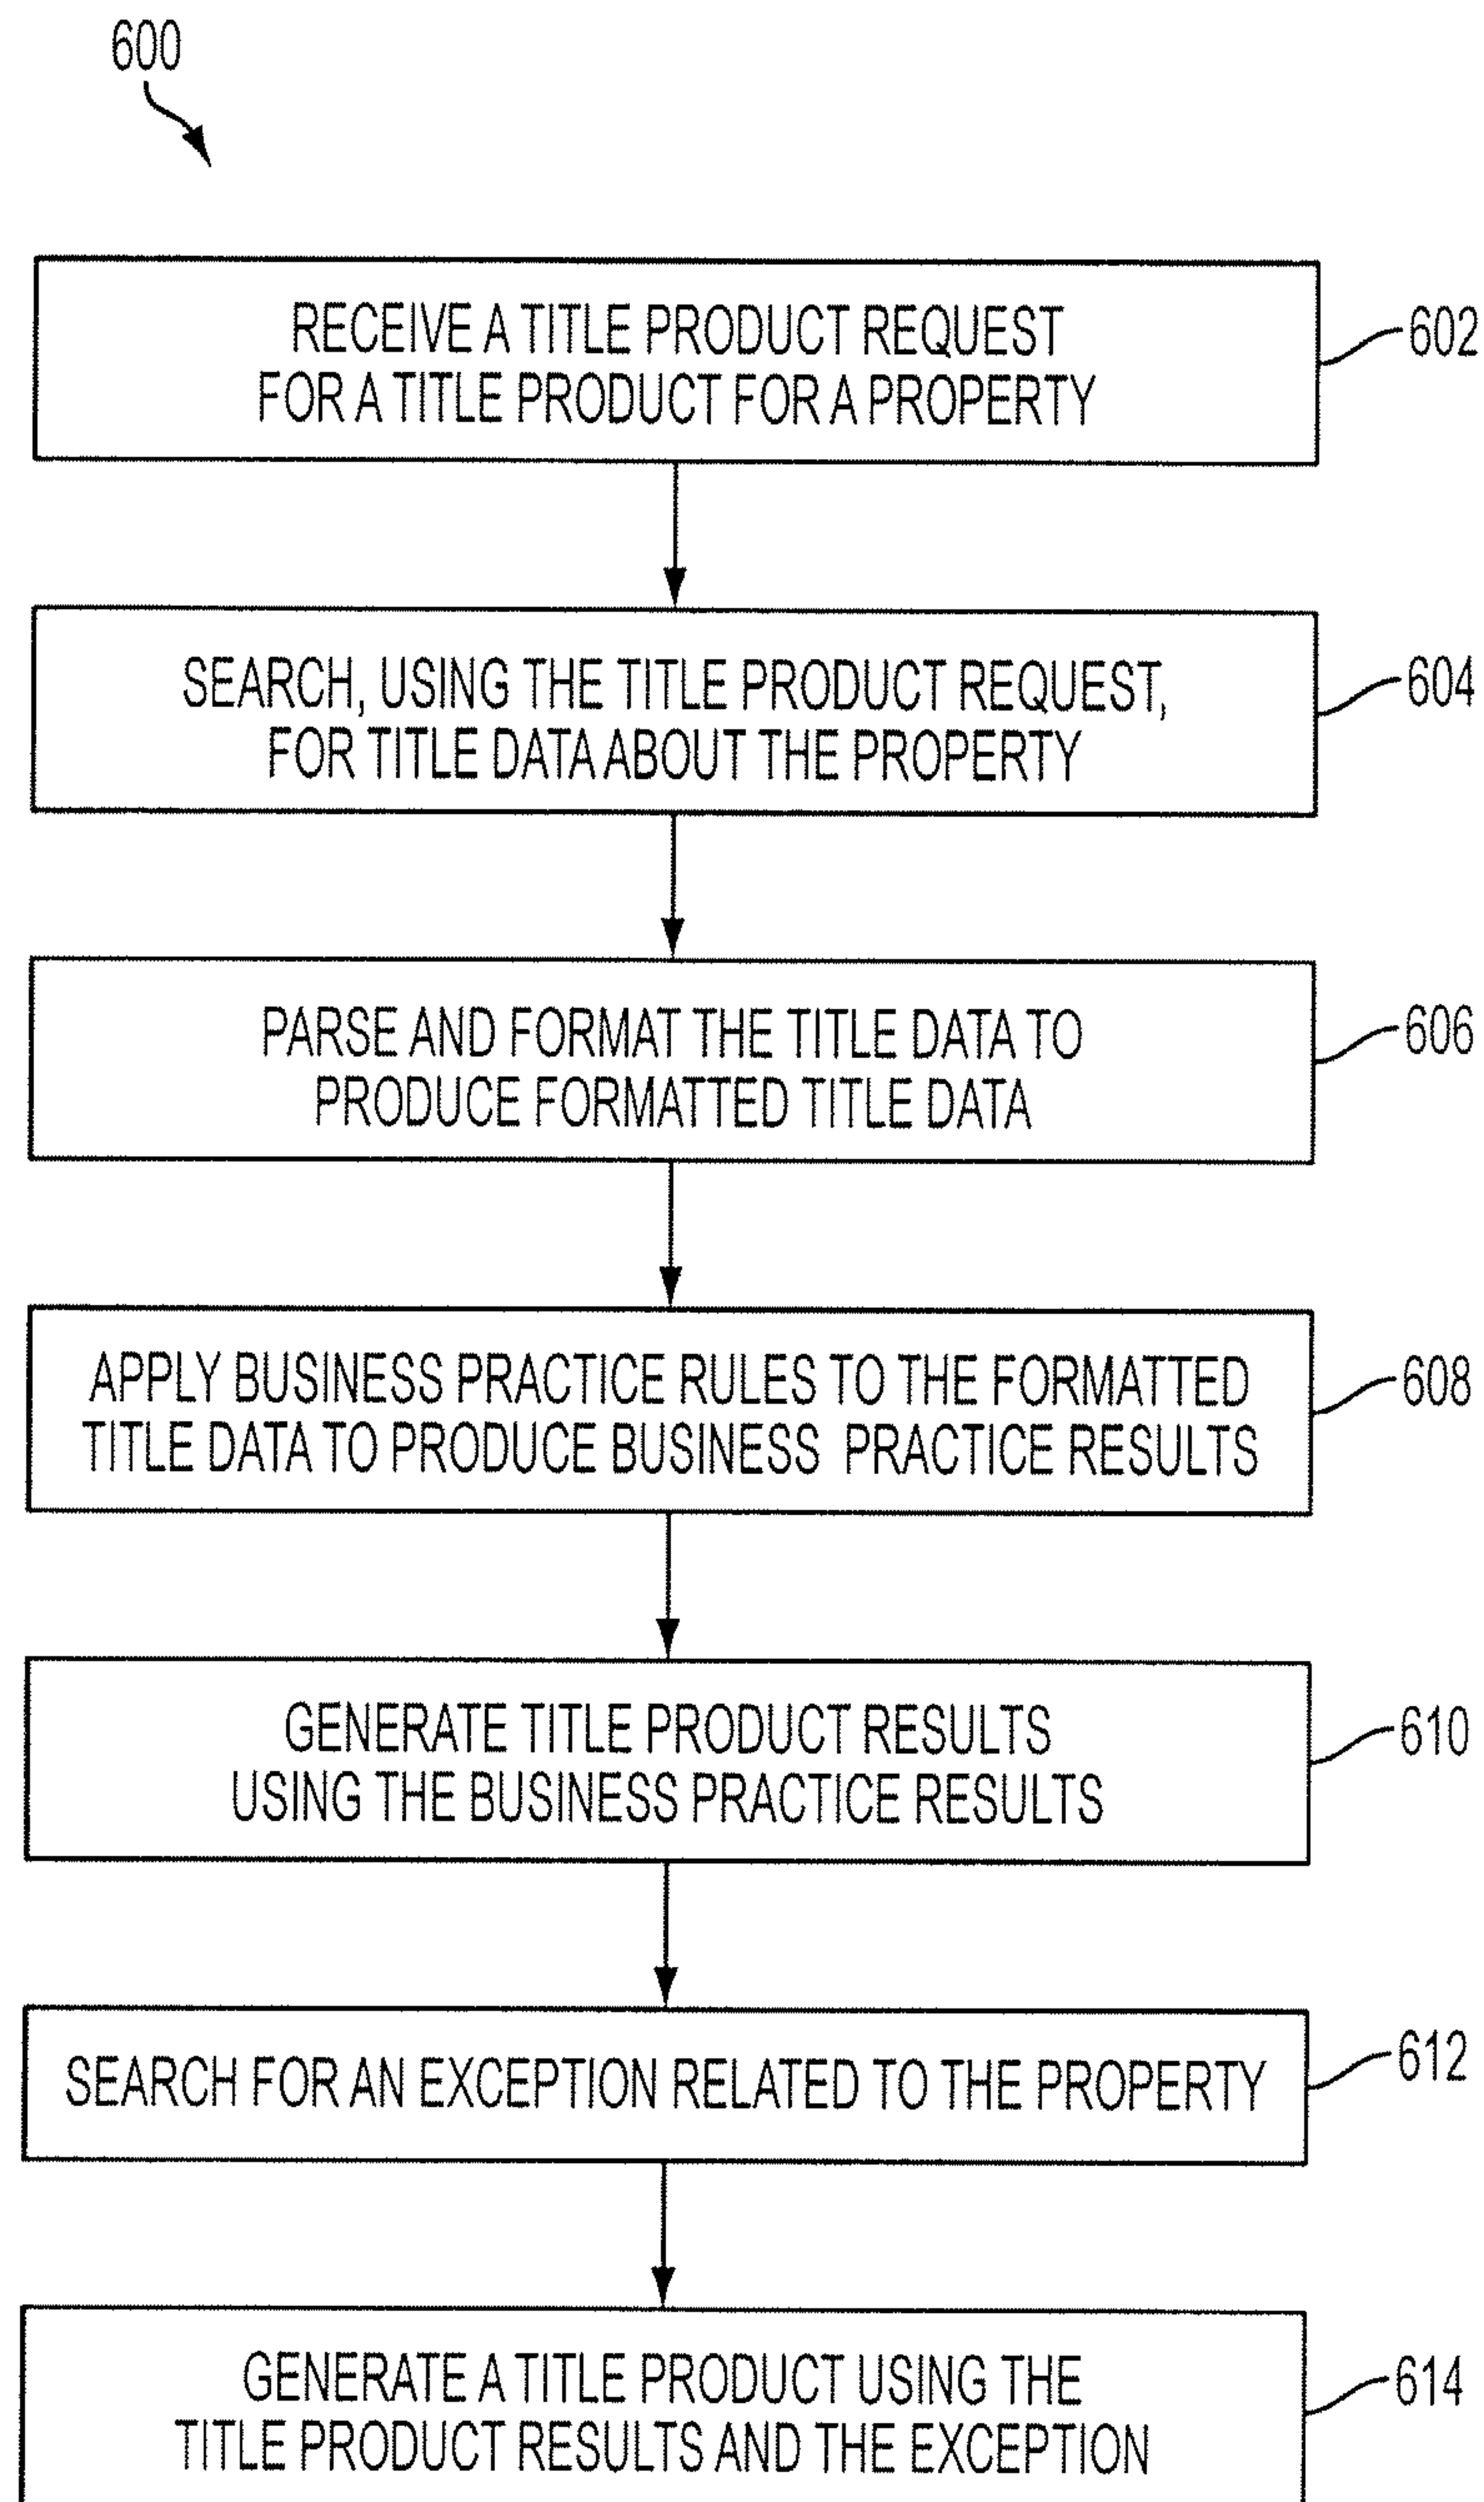 600
RECEIVE A TITLE PRODUCT REQUEST
FOR A TITLE PRODUCT FOR A PROPERTY
602
SEARCH, USING THE TITLE PRODUCT REQUEST,
FOR TITLE DATA ABOUT THE PROPERTY
604
PARSE AND FORMAT THE TITLE DATA TO
PRODUCE FORMATTED TITLE DATA
606
APPLY BUSINESS PRACTICE RULES TO THE FORMATTED
TITLE DATA TO PRODUCE BUSINESS PRACTICE RESULTS
608
GENERATE TITLE PRODUCT RESULTS
USING THE BUSINESS PRACTICE RESULTS
610
SEARCH FOR AN EXCEPTION RELATED TO THE PROPERTY
612
GENERATE A TITLE PRODUCT USING THE
TITLE PRODUCT RESULTS AND THE EXCEPTION
614